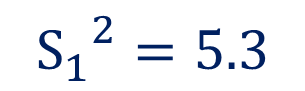 S₁² = 5.3